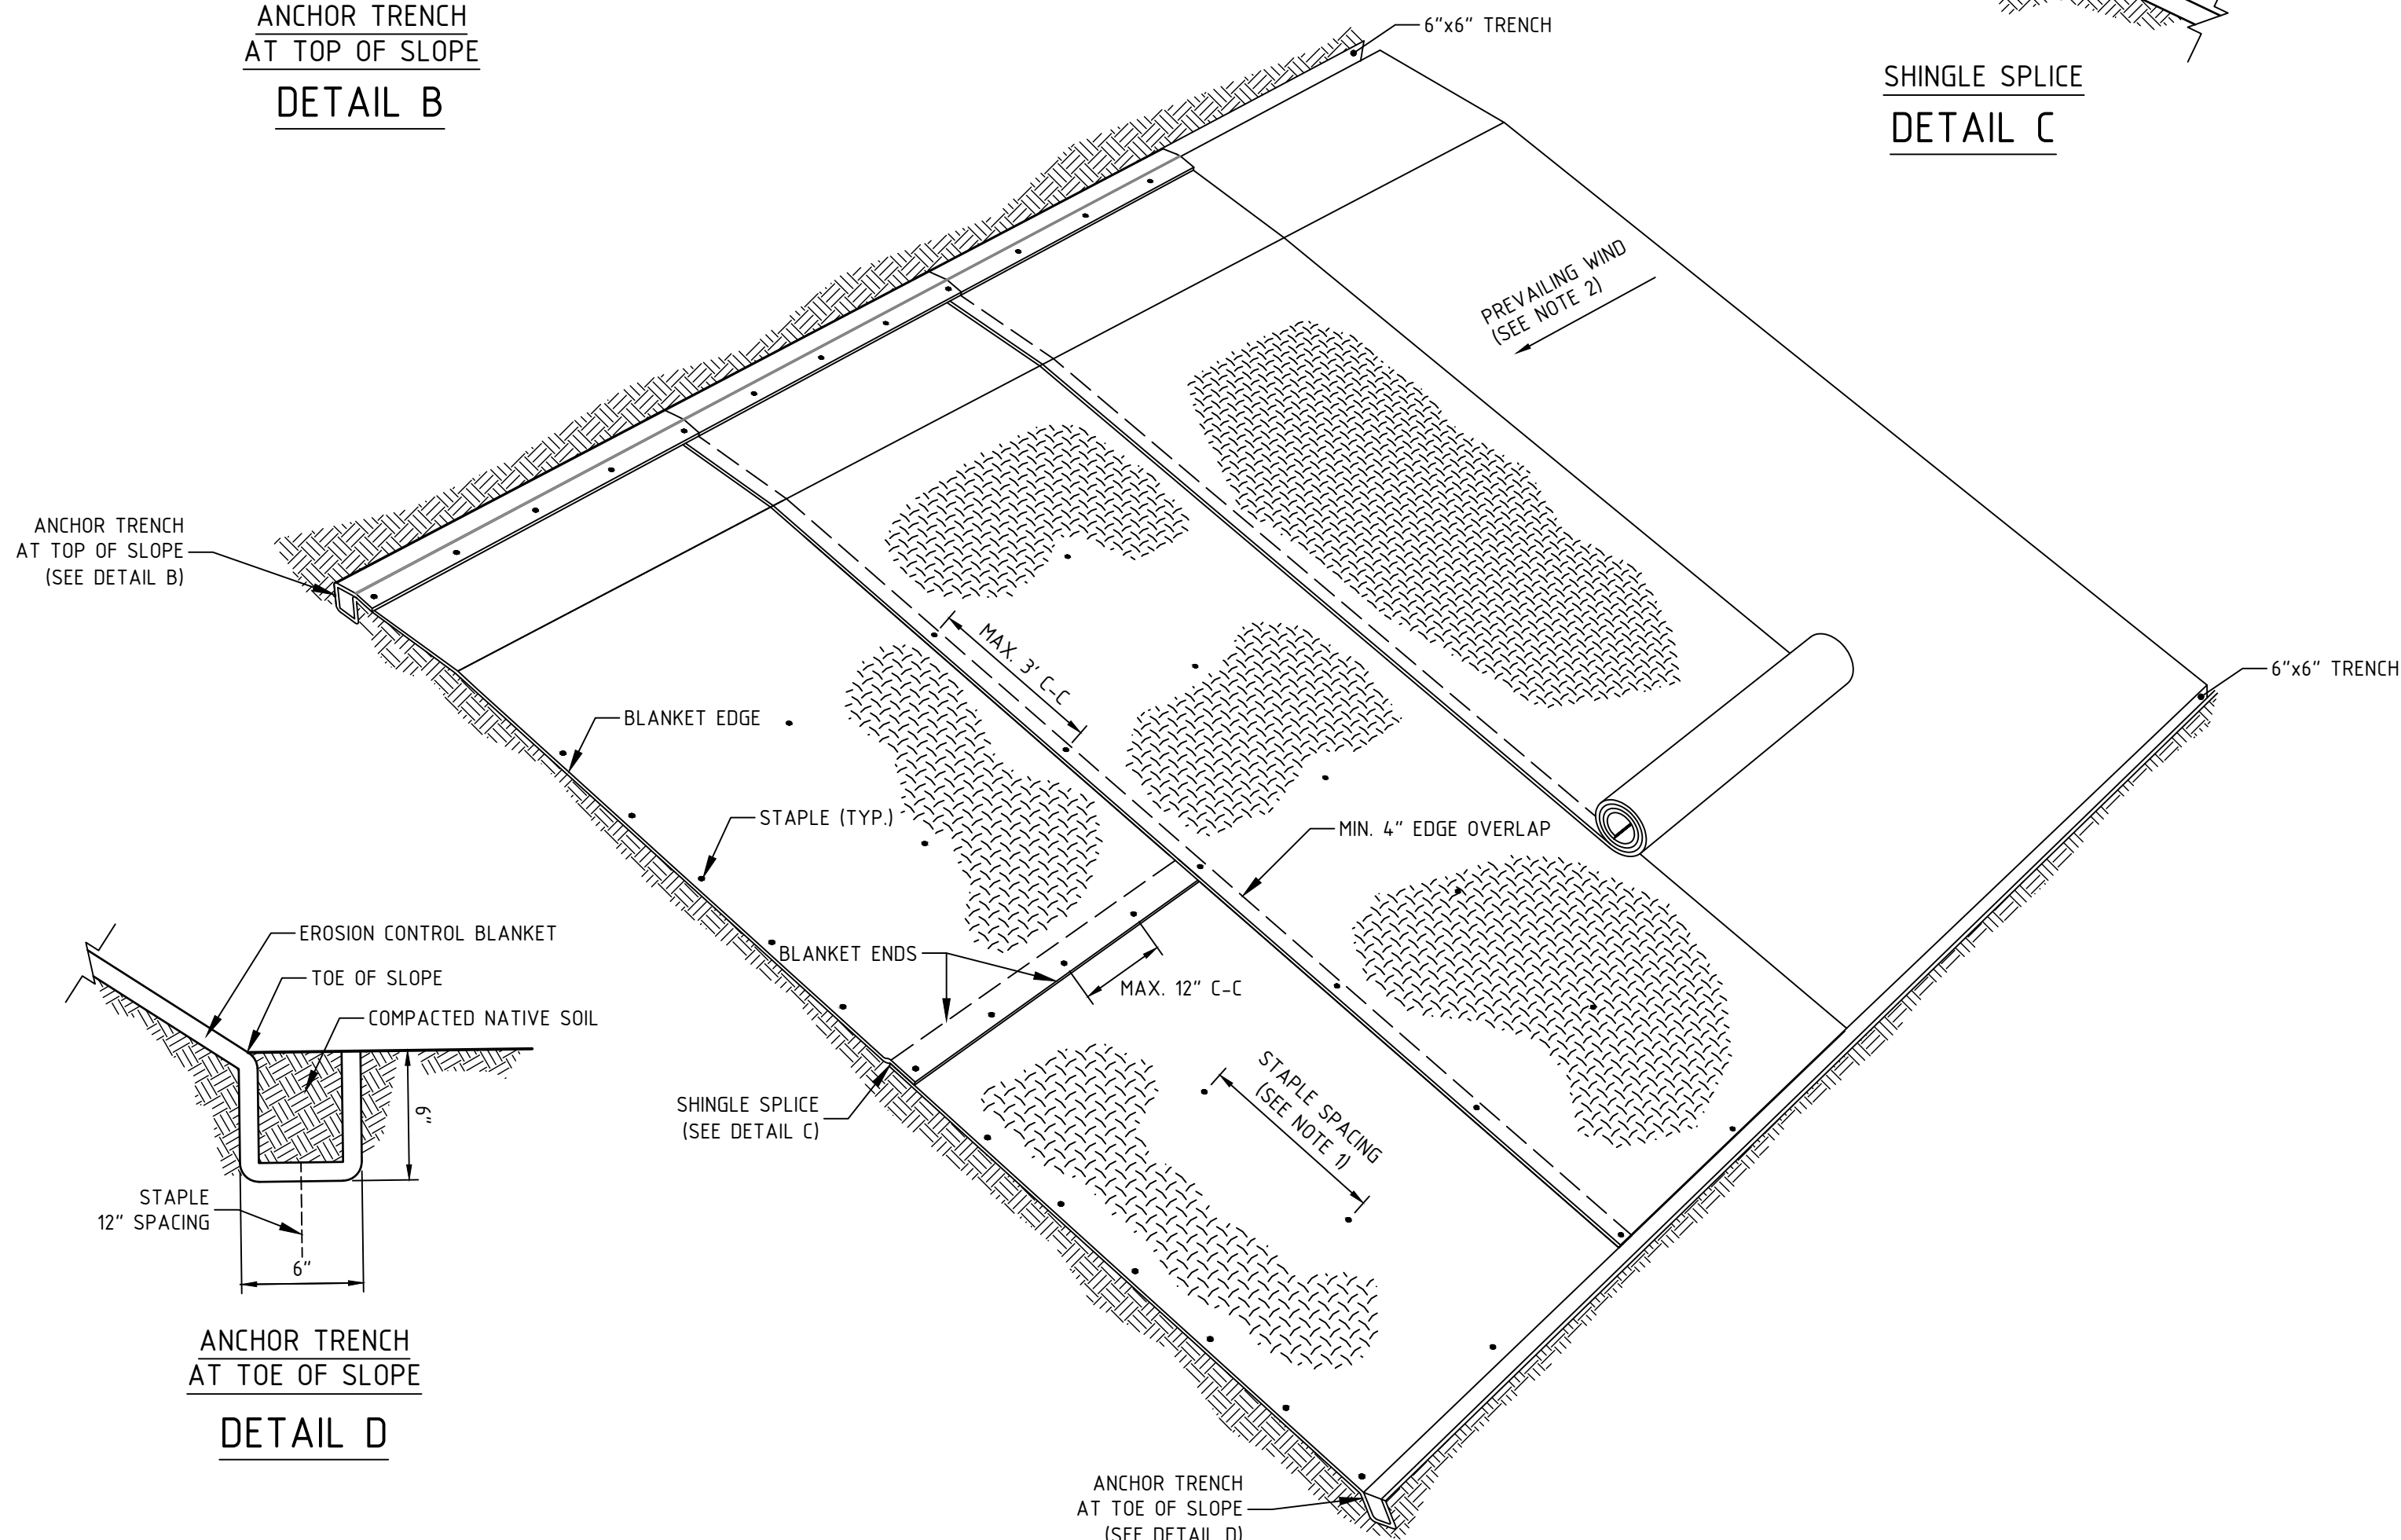 ANCHOR TRENCH
AT TOP OF SLOPE
DETAIL B
6"x6" TRENCH
SHINGLE SPLICE
DETAIL C
PREVAILING WIND
(SEE NOTE 2)
ANCHOR TRENCH
AT TOP OF SLOPE
(SEE DETAIL B)
MAX. 3' C-C
6"x6" TRENCH
BLANKET EDGE
STAPLE (TYP.)
MIN. 4" EDGE OVERLAP
EROSION CONTROL BLANKET
TOE OF SLOPE
COMPACTED NATIVE SOIL
BLANKET ENDS
MAX. 12" C-C
STAPLE SPACING
(SEE NOTE 1)
SHINGLE SPLICE
(SEE DETAIL C)
6"
STAPLE
12" SPACING
6"
ANCHOR TRENCH
AT TOE OF SLOPE
DETAIL D
ANCHOR TRENCH
AT TOE OF SLOPE
(SEE DETAIL D)